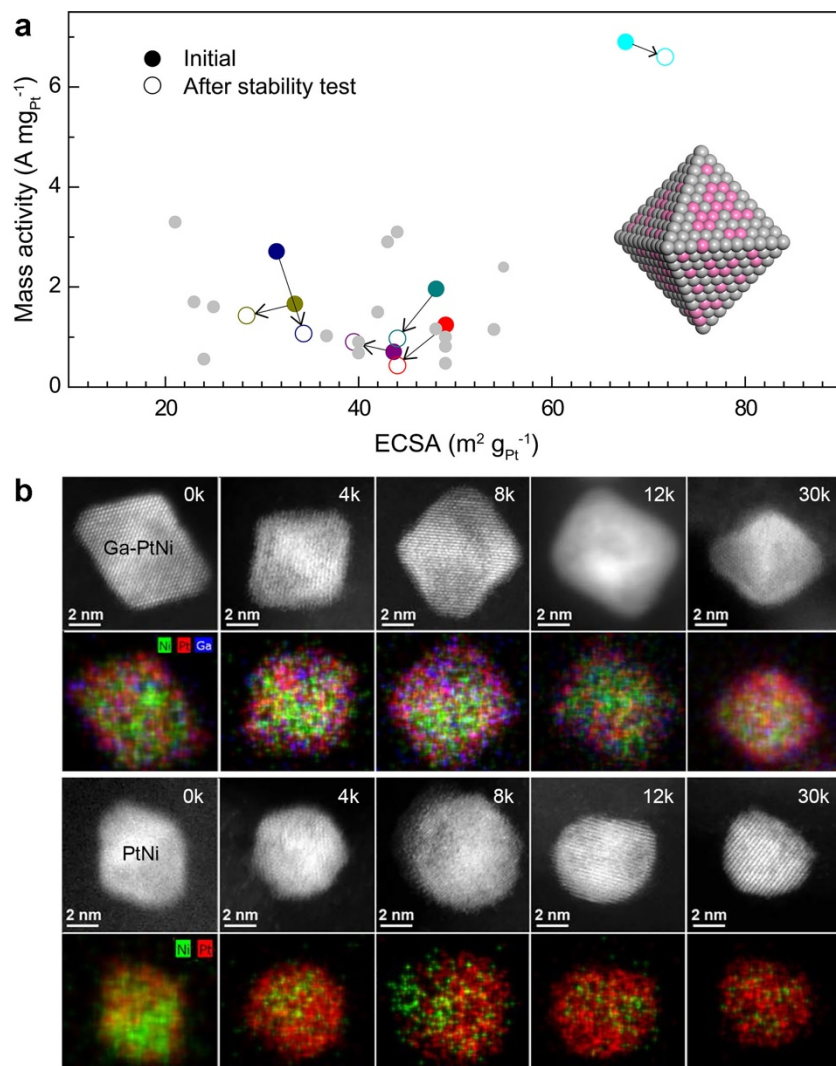 a
Initial
After stability test
Mass activity (A mg_Pt^-1)
6
4
2
0
20 40 60 80
ECSA (m² g_Pt^-1)
b
0k 4k 8k 12k 30k
Ga-PtNi
2 nm 2 nm 2 nm 2 nm 2 nm
Ni Pt Ga
0k 4k 8k 12k 30k
PtNi
2 nm 2 nm 2 nm 2 nm 2 nm
Ni Pt